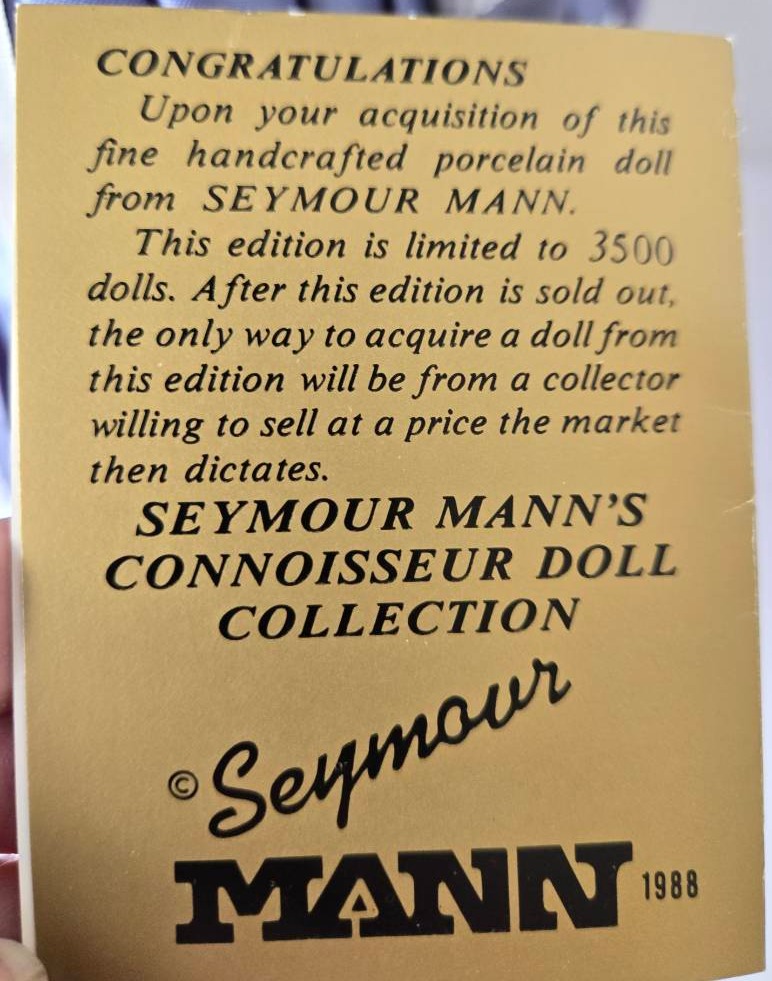 CONGRATULATIONS
Upon your acquisition of this
fine handcrafted porcelain doll
from SEYMOUR MANN.
This edition is limited to 3500
dolls. After this edition is sold out,
the only way to acquire a doll from
this edition will be from a collector
willing to sell at a price the market
then dictates.
SEYMOUR MANN'S
CONNOISSEUR DOLL
COLLECTION
© Seymour
MANN 1988